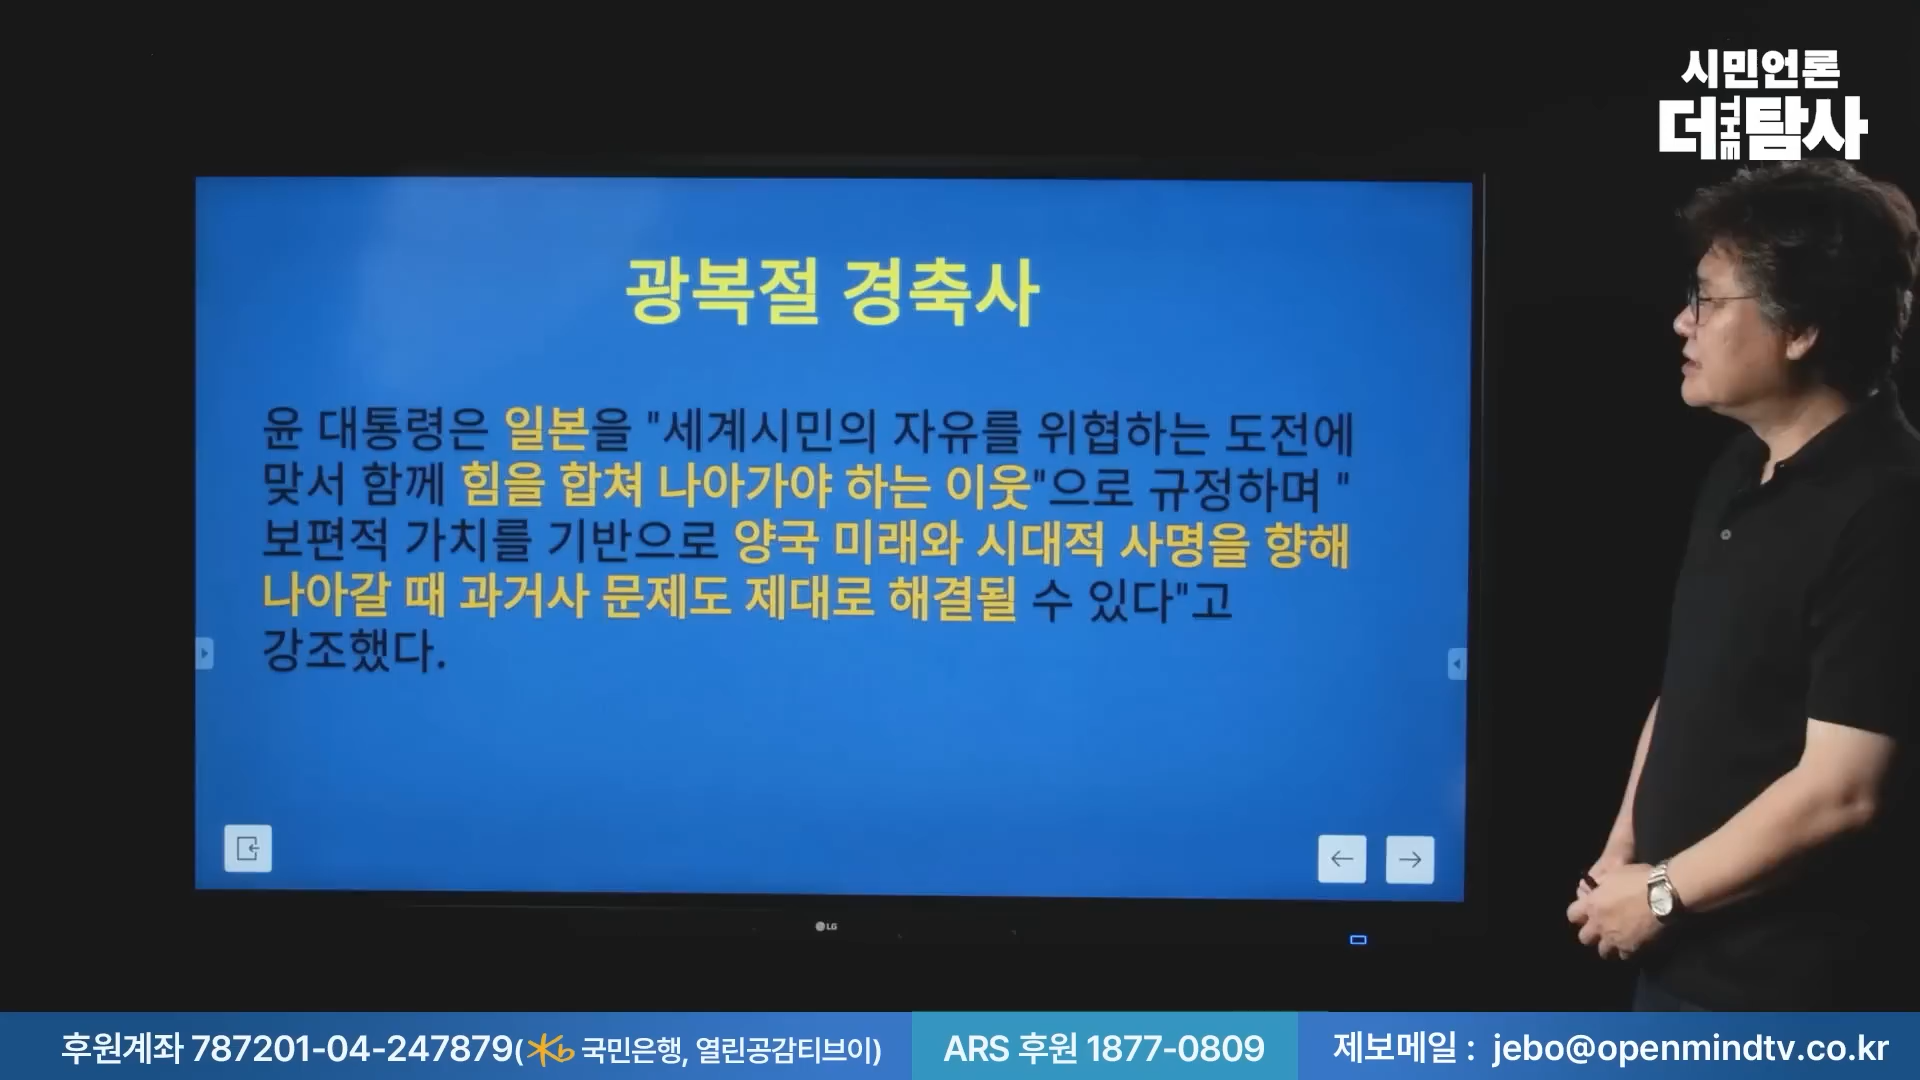 시민언론
더탐사
광복절 경축사
윤 대통령은 일본을 "세계시민의 자유를 위협하는 도전에
맞서 함께 힘을 합쳐 나아가야 하는 이웃"으로 규정하며 "
보편적 가치를 기반으로 양국 미래와 시대적 사명을 향해
나아갈 때 과거사 문제도 제대로 해결될 수 있다"고
강조했다.
LG
후원계좌 787201-04-247879( 국민은행, 열린공감티브이)
ARS 후원 1877-0809
제보메일 : jebo@openmindtv.co.kr